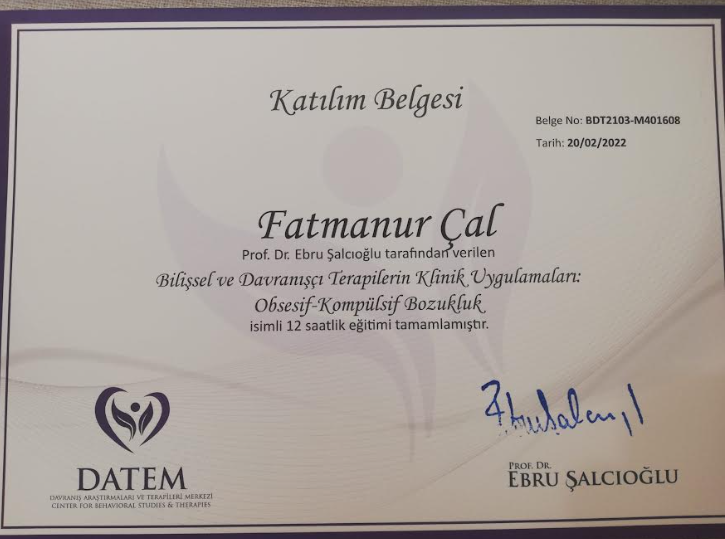 Katılım Belgesi
Belge No: BDT2103-M401608
Tarih: 20/02/2022
Fatmanur Çal
Prof. Dr. Ebru Şalcıoğlu tarafından verilen
Bilişsel ve Davranışçı Terapilerin Klinik Uygulamaları:
Obsesif-Kompülsif Bozukluk
isimli 12 saatlik eğitimi tamamlamıştır.
DATEM
DAVRANIŞ ARAŞTIRMALARI VE TERAPİLERİ MERKEZİ
CENTER FOR BEHAVIORAL STUDIES & THERAPIES
PROF. DR.
EBRU ŞALCIOĞLU